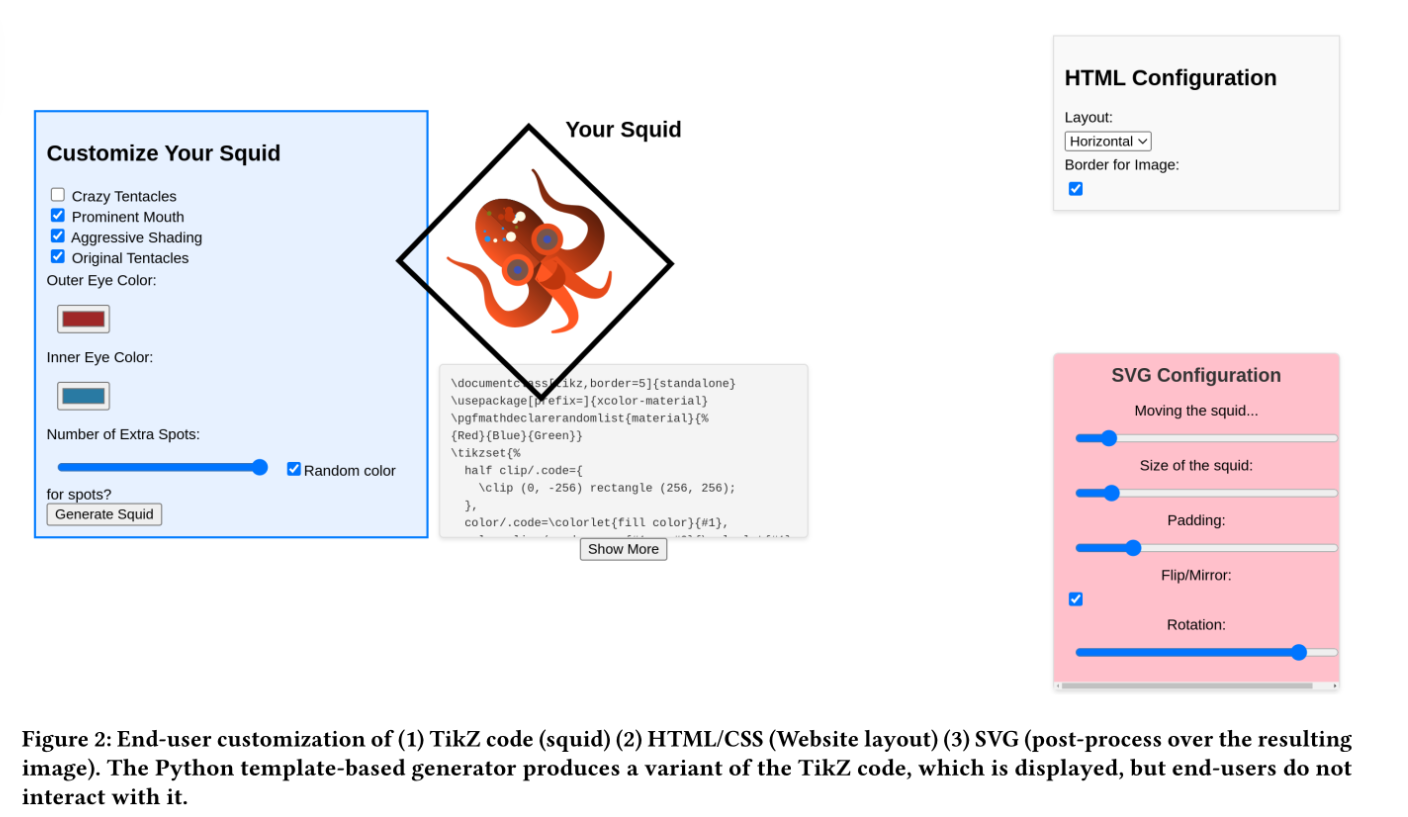 Customize Your Squid
Crazy Tentacles
Prominent Mouth
Aggressive Shading
Original Tentacles
Outer Eye Color:
Inner Eye Color:
Number of Extra Spots:
Random color
for spots?
Generate Squid
Your Squid
\documentclass[tikz,border=5]{standalone}
\usepackage[prefix=]{xcolor-material}
\pgfmathdeclarerandomlist{material}{%
{Red}{Blue}{Green}}
\tikzset{%
  half clip/.code={
    \clip (0, -256) rectangle (256, 256);
  },
  color/.code=\colorlet{fill color}{#1},
Show More
HTML Configuration
Layout:
Horizontal
Border for Image:
SVG Configuration
Moving the squid...
Size of the squid:
Padding:
Flip/Mirror:
Rotation:
Figure 2: End-user customization of (1) TikZ code (squid) (2) HTML/CSS (Website layout) (3) SVG (post-process over the resulting
image). The Python template-based generator produces a variant of the TikZ code, which is displayed, but end-users do not
interact with it.